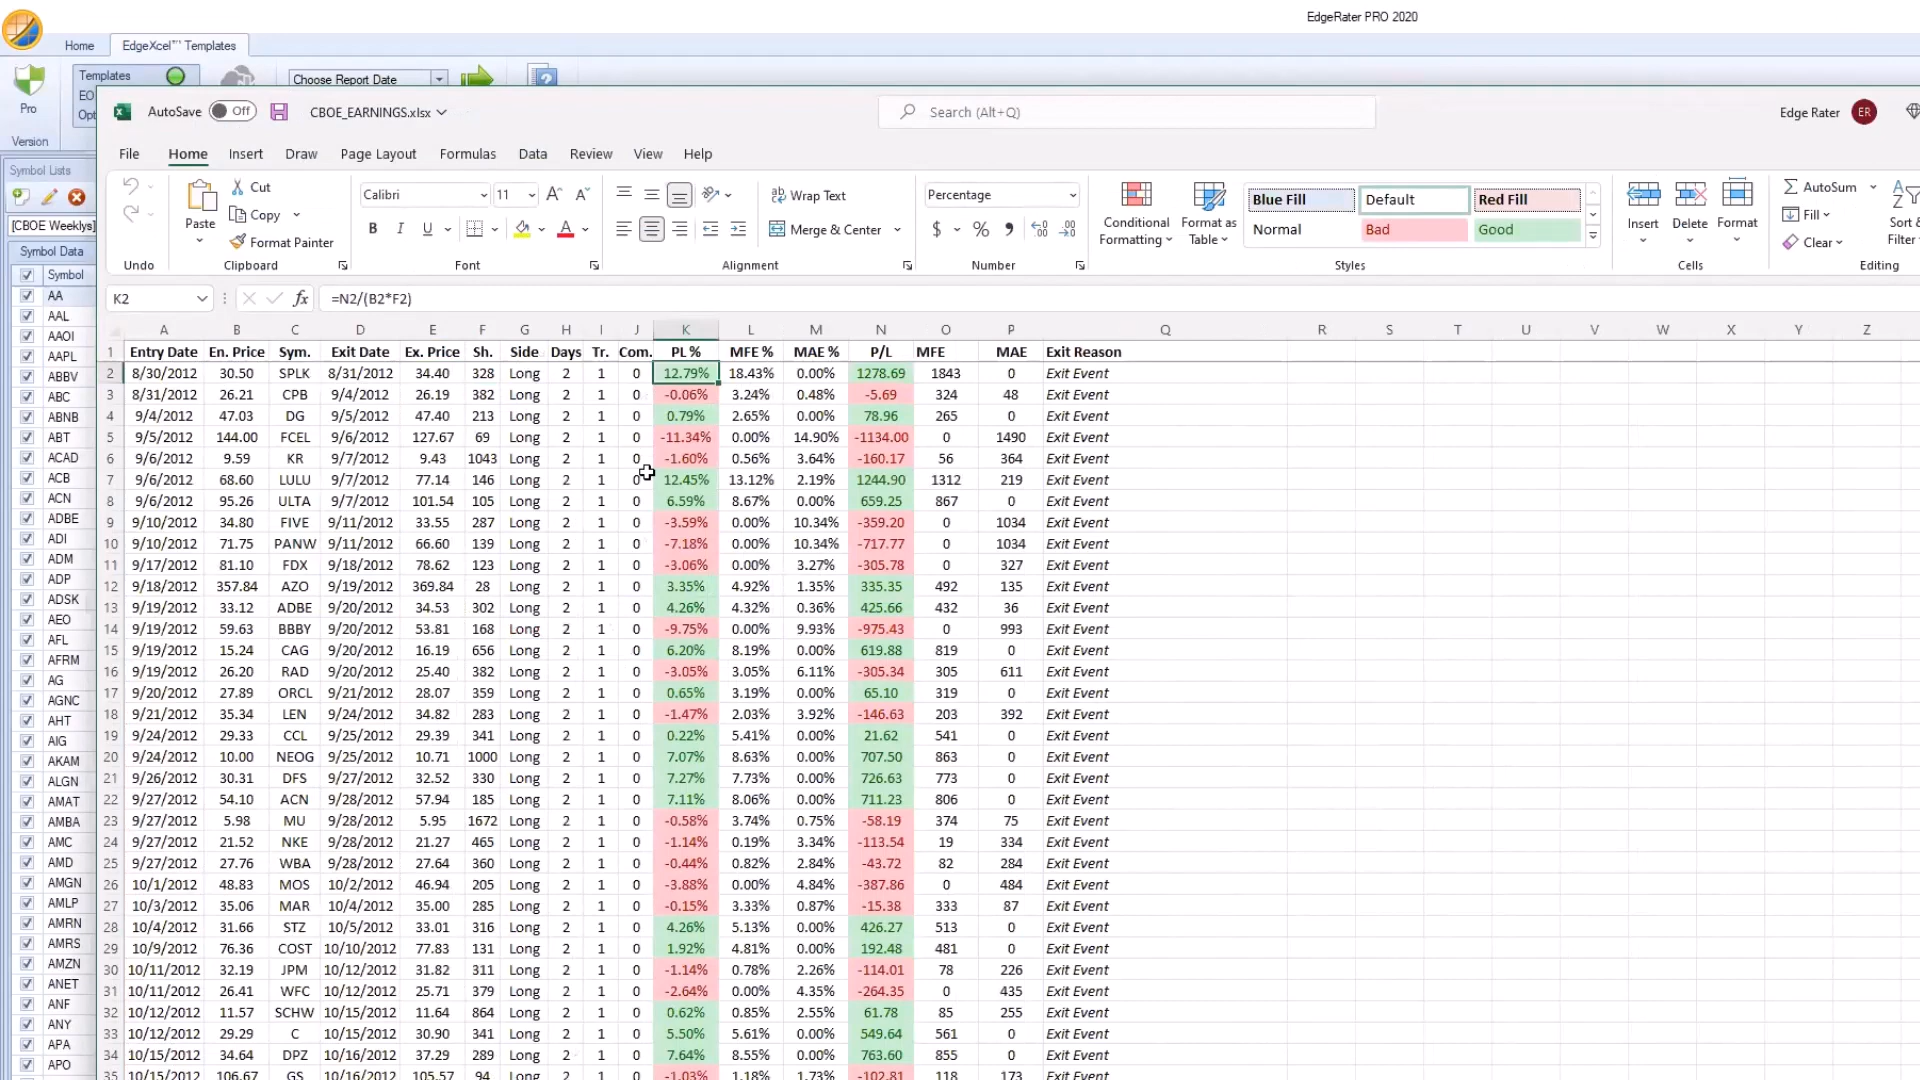 EdgeRater PRO 2020
Home EdgeXcel™ Templates
Templates Choose Report Date
Pro EO
Opt
Version
AutoSave Off CBOE_EARNINGS.xlsx Search (Alt+Q) Edge Rater ER
File Home Insert Draw Page Layout Formulas Data Review View Help
Symbol Lists
[CBOE Weeklys]
Symbol Data
Paste Cut Copy Format Painter
Calibri 11
B I U A
Wrap Text
Merge & Center
Percentage
$ %
Conditional Formatting Format as Table
Blue Fill Default Red Fill
Normal Bad Good
Insert Delete Format
AutoSum Fill Clear Sort & Filter
Undo Clipboard Font Alignment Number Styles Cells Editing
K2 fx =N2/(B2*F2)
A B C D E F G H I J K L M N O P Q R S T U V W X Y Z
1 Entry Date En. Price Sym. Exit Date Ex. Price Sh. Side Days Tr. Com. PL % MFE % MAE % P/L MFE MAE Exit Reason
2 8/30/2012 30.50 SPLK 8/31/2012 34.40 328 Long 2 1 0 12.79% 18.43% 0.00% 1278.69 1843 0 Exit Event
3 8/31/2012 26.21 CPB 9/4/2012 26.19 382 Long 2 1 0 -0.06% 3.24% 0.48% -5.69 324 48 Exit Event
4 9/4/2012 47.03 DG 9/5/2012 47.40 213 Long 2 1 0 0.79% 2.65% 0.00% 78.96 265 0 Exit Event
5 9/5/2012 144.00 FCEL 9/6/2012 127.67 69 Long 2 1 0 -11.34% 0.00% 14.90% -1134.00 0 1490 Exit Event
6 9/6/2012 9.59 KR 9/7/2012 9.43 1043 Long 2 1 0 -1.60% 0.56% 3.64% -160.17 56 364 Exit Event
7 9/6/2012 68.60 LULU 9/7/2012 77.14 146 Long 2 1 0 12.45% 13.12% 2.19% 1244.90 1312 219 Exit Event
8 9/6/2012 95.26 ULTA 9/7/2012 101.54 105 Long 2 1 0 6.59% 8.67% 0.00% 659.25 867 0 Exit Event
9 9/10/2012 34.80 FIVE 9/11/2012 33.55 287 Long 2 1 0 -3.59% 0.00% 10.34% -359.20 0 1034 Exit Event
10 9/10/2012 71.75 PANW 9/11/2012 66.60 139 Long 2 1 0 -7.18% 0.00% 10.34% -717.77 0 1034 Exit Event
11 9/17/2012 81.10 FDX 9/18/2012 78.62 123 Long 2 1 0 -3.06% 0.00% 3.27% -305.78 0 327 Exit Event
12 9/18/2012 357.84 AZO 9/19/2012 369.84 28 Long 2 1 0 3.35% 4.92% 1.35% 335.35 492 135 Exit Event
13 9/19/2012 33.12 ADBE 9/20/2012 34.53 302 Long 2 1 0 4.26% 4.32% 0.36% 425.66 432 36 Exit Event
14 9/19/2012 59.63 BBBY 9/20/2012 53.81 168 Long 2 1 0 -9.75% 0.00% 9.93% -975.43 0 993 Exit Event
15 9/19/2012 15.24 CAG 9/20/2012 16.19 656 Long 2 1 0 6.20% 8.19% 0.00% 619.88 819 0 Exit Event
16 9/19/2012 26.20 RAD 9/20/2012 25.40 382 Long 2 1 0 -3.05% 3.05% 6.11% -305.34 305 611 Exit Event
17 9/20/2012 27.89 ORCL 9/21/2012 28.07 359 Long 2 1 0 0.65% 3.19% 0.00% 65.10 319 0 Exit Event
18 9/21/2012 35.34 LEN 9/24/2012 34.82 283 Long 2 1 0 -1.47% 2.03% 3.92% -146.63 203 392 Exit Event
19 9/24/2012 29.33 CCL 9/25/2012 29.39 341 Long 2 1 0 0.22% 5.41% 0.00% 21.62 541 0 Exit Event
20 9/24/2012 10.00 NEOG 9/25/2012 10.71 1000 Long 2 1 0 7.07% 8.63% 0.00% 707.50 863 0 Exit Event
21 9/26/2012 30.31 DFS 9/27/2012 32.52 330 Long 2 1 0 7.27% 7.73% 0.00% 726.63 773 0 Exit Event
22 9/27/2012 54.10 ACN 9/28/2012 57.94 185 Long 2 1 0 7.11% 8.06% 0.00% 711.23 806 0 Exit Event
23 9/27/2012 5.98 MU 9/28/2012 5.95 1672 Long 2 1 0 -0.58% 3.74% 0.75% -58.19 374 75 Exit Event
24 9/27/2012 21.52 NKE 9/28/2012 21.27 465 Long 2 1 0 -1.14% 0.19% 3.34% -113.54 19 334 Exit Event
25 9/27/2012 27.76 WBA 9/28/2012 27.64 360 Long 2 1 0 -0.44% 0.82% 2.84% -43.72 82 284 Exit Event
26 10/1/2012 48.83 MOS 10/2/2012 46.94 205 Long 2 1 0 -3.88% 0.00% 4.84% -387.86 0 484 Exit Event
27 10/3/2012 35.06 MAR 10/4/2012 35.00 285 Long 2 1 0 -0.15% 3.33% 0.87% -15.38 333 87 Exit Event
28 10/4/2012 31.66 STZ 10/5/2012 33.01 316 Long 2 1 0 4.26% 5.13% 0.00% 426.27 513 0 Exit Event
29 10/9/2012 76.36 COST 10/10/2012 77.83 131 Long 2 1 0 1.92% 4.81% 0.00% 192.48 481 0 Exit Event
30 10/11/2012 32.19 JPM 10/12/2012 31.82 311 Long 2 1 0 -1.14% 0.78% 2.26% -114.01 78 226 Exit Event
31 10/11/2012 26.41 WFC 10/12/2012 25.71 379 Long 2 1 0 -2.64% 0.00% 4.35% -264.35 0 435 Exit Event
32 10/12/2012 11.57 SCHW 10/15/2012 11.64 864 Long 2 1 0 0.62% 0.85% 2.55% 61.78 85 255 Exit Event
33 10/12/2012 29.29 C 10/15/2012 30.90 341 Long 2 1 0 5.50% 5.61% 0.00% 549.64 561 0 Exit Event
34 10/15/2012 34.64 DPZ 10/16/2012 37.29 289 Long 2 1 0 7.64% 8.55% 0.00% 763.60 855 0 Exit Event
35 10/15/2012 106.67 GS 10/16/2012 105.57 94 Long 2 1 0 -1.03% 1.18% 1.73% -102.81 118 173 Exit Event
Symbol
AA
AAL
AAOI
AAPL
ABBV
ABC
ABNB
ABT
ACAD
ACB
ACN
ADBE
ADI
ADM
ADP
ADSK
AEO
AFL
AFRM
AG
AGNC
AHT
AIG
AKAM
ALGN
AMAT
AMBA
AMC
AMD
AMGN
AMLP
AMRN
AMRS
AMZN
ANET
ANF
ANY
APA
APO